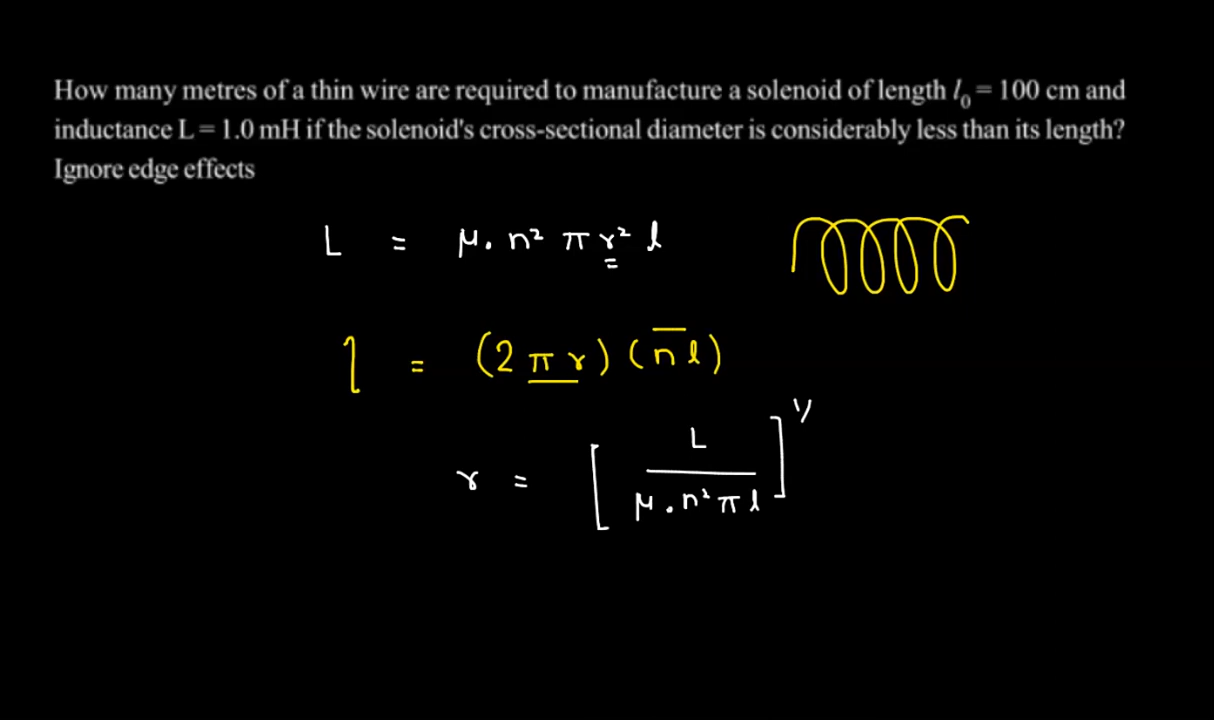 How many metres of a thin wire are required to manufacture a solenoid of length l₀ = 100 cm and
inductance L = 1.0 mH if the solenoid's cross-sectional diameter is considerably less than its length?
Ignore edge effects
L = μ₀ n² π r² l
l = (2 π r) (n l)
r = [ L / μ₀ n² π l ]^1/